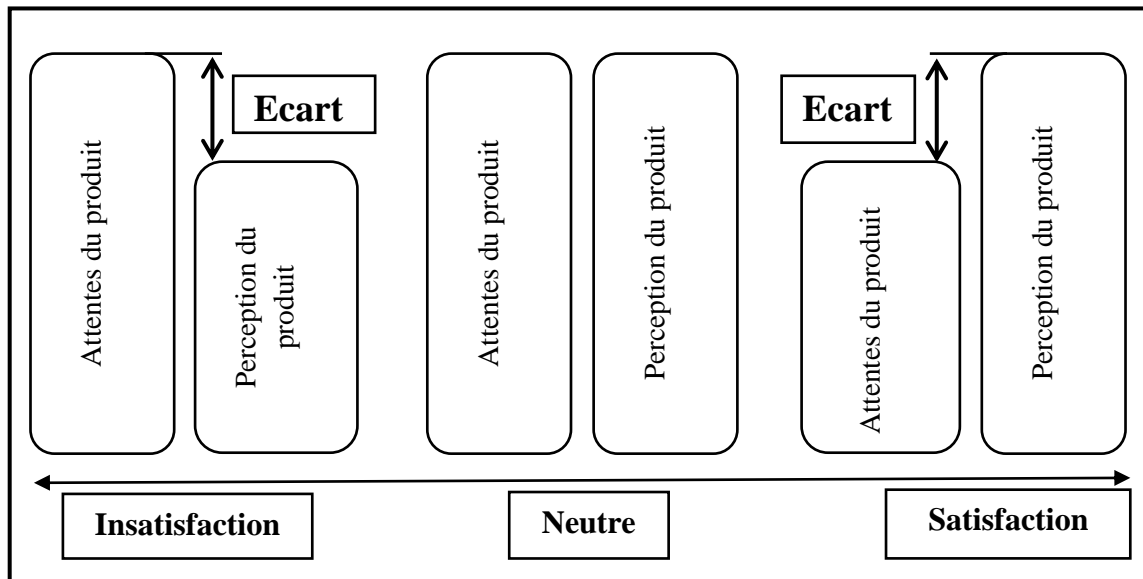 Attentes du produit
Ecart
Perception du
produit
Attentes du produit
Perception du produit
Ecart
Attentes du produit
Perception du produit
Insatisfaction
Neutre
Satisfaction